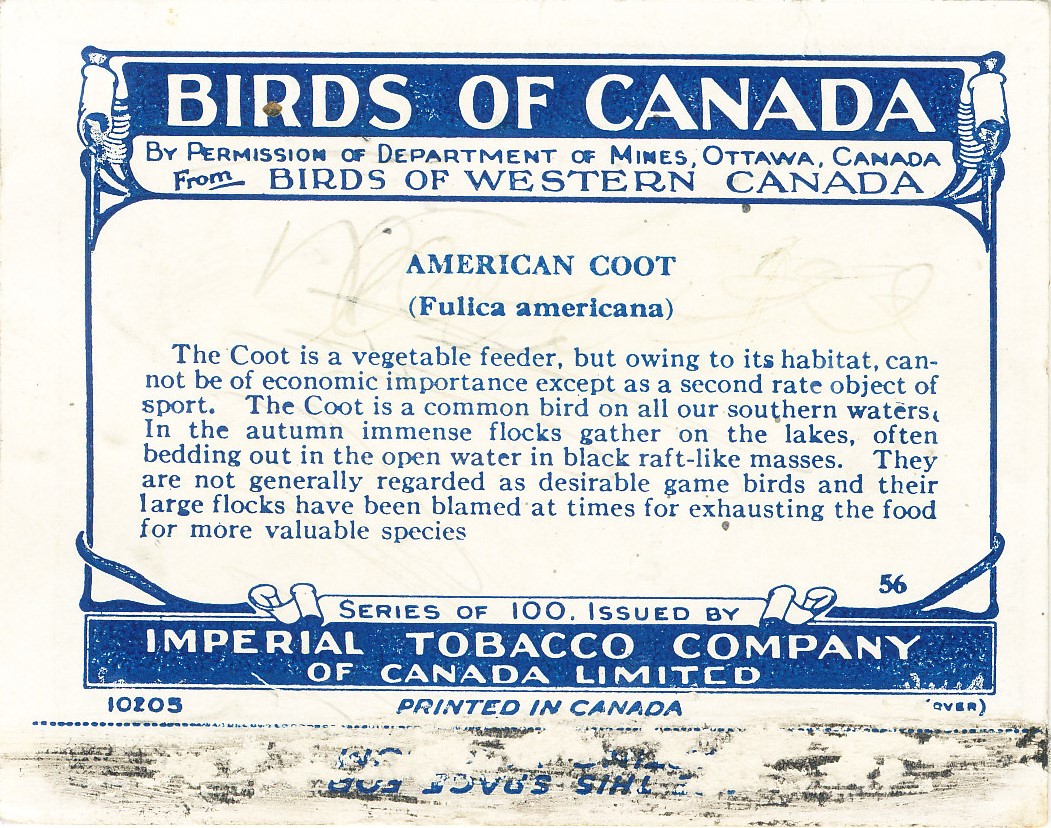 BIRDS OF CANADA
BY PERMISSION OF DEPARTMENT OF MINES, OTTAWA, CANADA
From BIRDS OF WESTERN CANADA
AMERICAN COOT
(Fulica americana)
The Coot is a vegetable feeder, but owing to its habitat, can-
not be of economic importance except as a second rate object of
sport. The Coot is a common bird on all our southern waters.
In the autumn immense flocks gather on the lakes, often
bedding out in the open water in black raft-like masses. They
are not generally regarded as desirable game birds and their
large flocks have been blamed at times for exhausting the food
for more valuable species
56
SERIES OF 100. ISSUED BY
IMPERIAL TOBACCO COMPANY
OF CANADA LIMITED
10205
PRINTED IN CANADA
(OVER)
THIS SPACE FOR